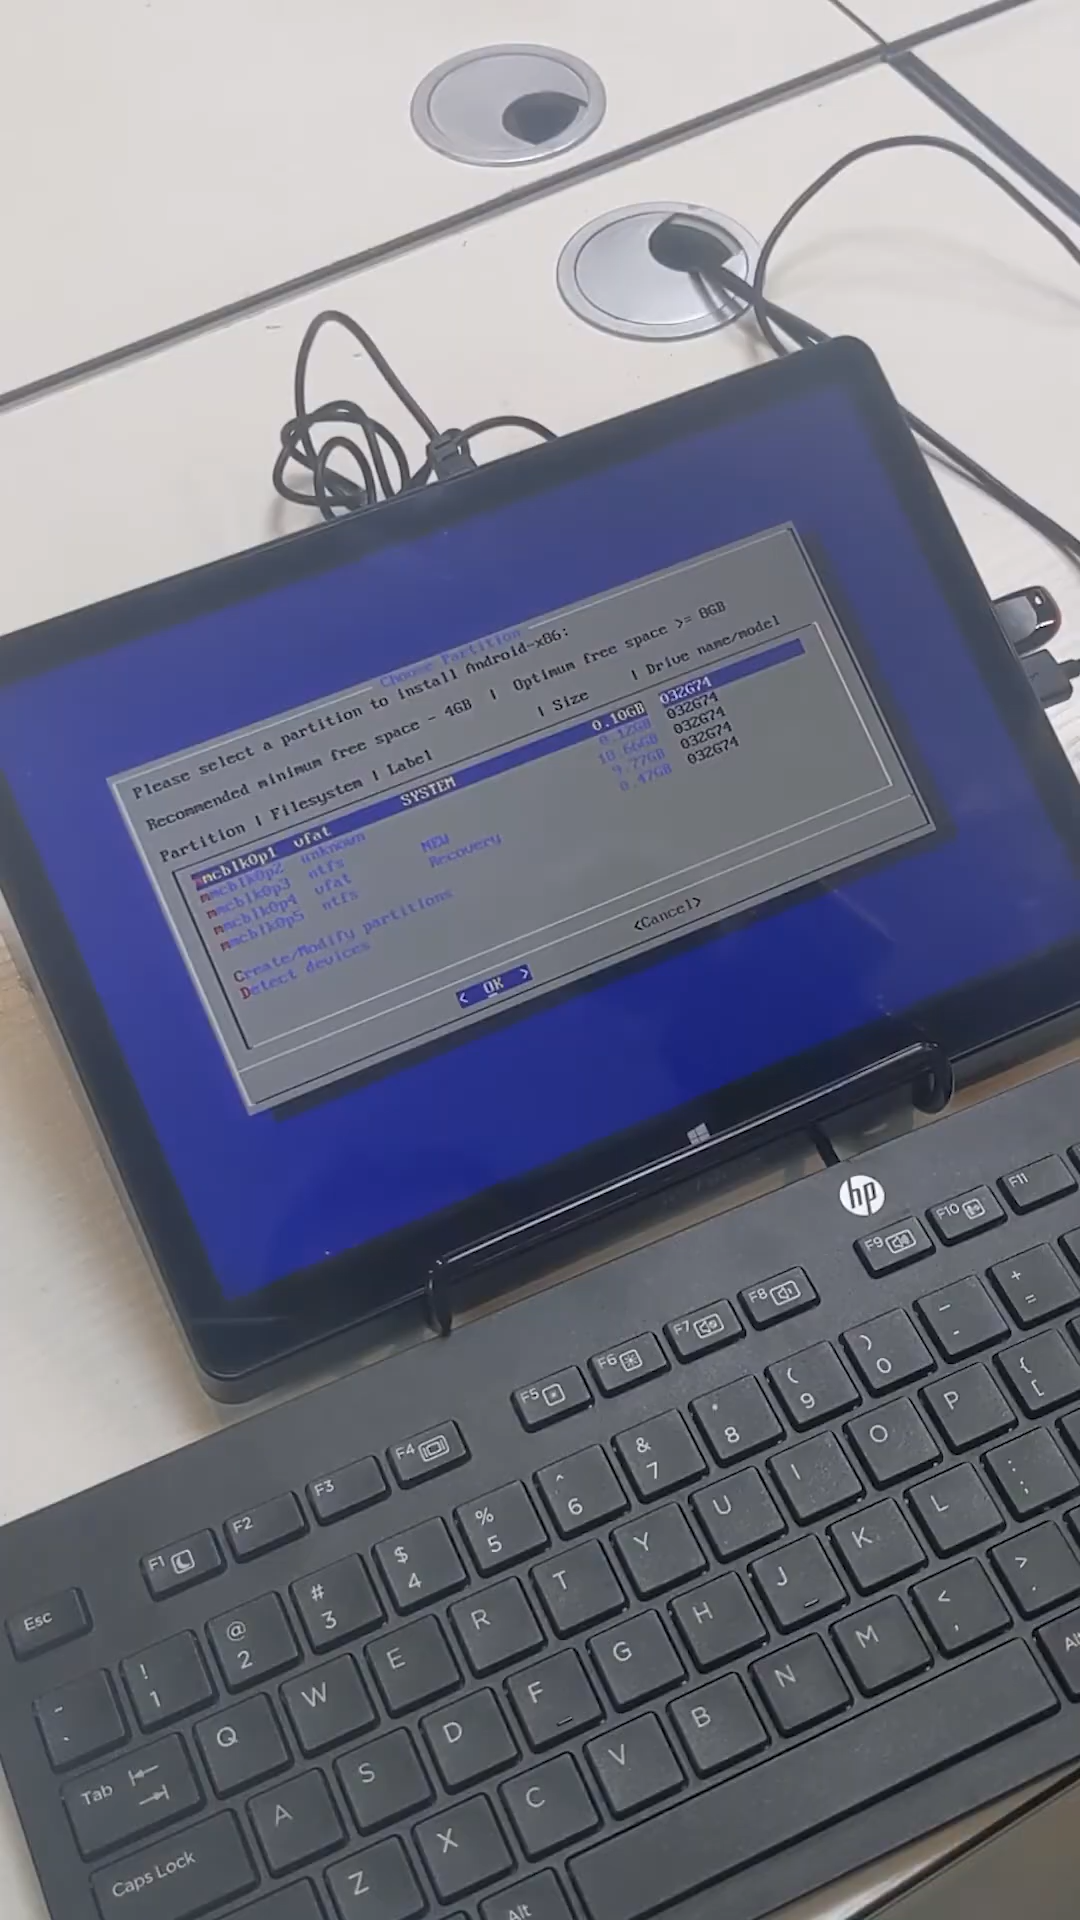 Choose Partition
Please select a partition to install Android-x86:
Recommended minimum free space - 4GB | Optimum free space >= 8GB
Partition | Filesystem | Label | Size | Drive name/model
mmcblk0p1 vfat SYSTEM 0.10GB 032G74
mmcblk0p2 unknown 0.12GB 032G74
mmcblk0p3 ntfs 18.66GB 032G74
mmcblk0p4 vfat NEW 9.77GB 032G74
mmcblk0p5 ntfs Recovery 0.47GB 032G74
Create/Modify partitions
Detect devices
< OK > <Cancel>
hp
Esc F1 F2 F3 F4 F5 F6 F7 F8 F9 F10 F11
! 1 @ 2 # 3 $ 4 % 5 ^ 6 & 7 * 8 ( 9 ) 0 - + =
Tab Q W E R T Y U I O P { [
Caps Lock A S D F G H J K L : ;
Z X C V B N M < , > .
Alt Alt